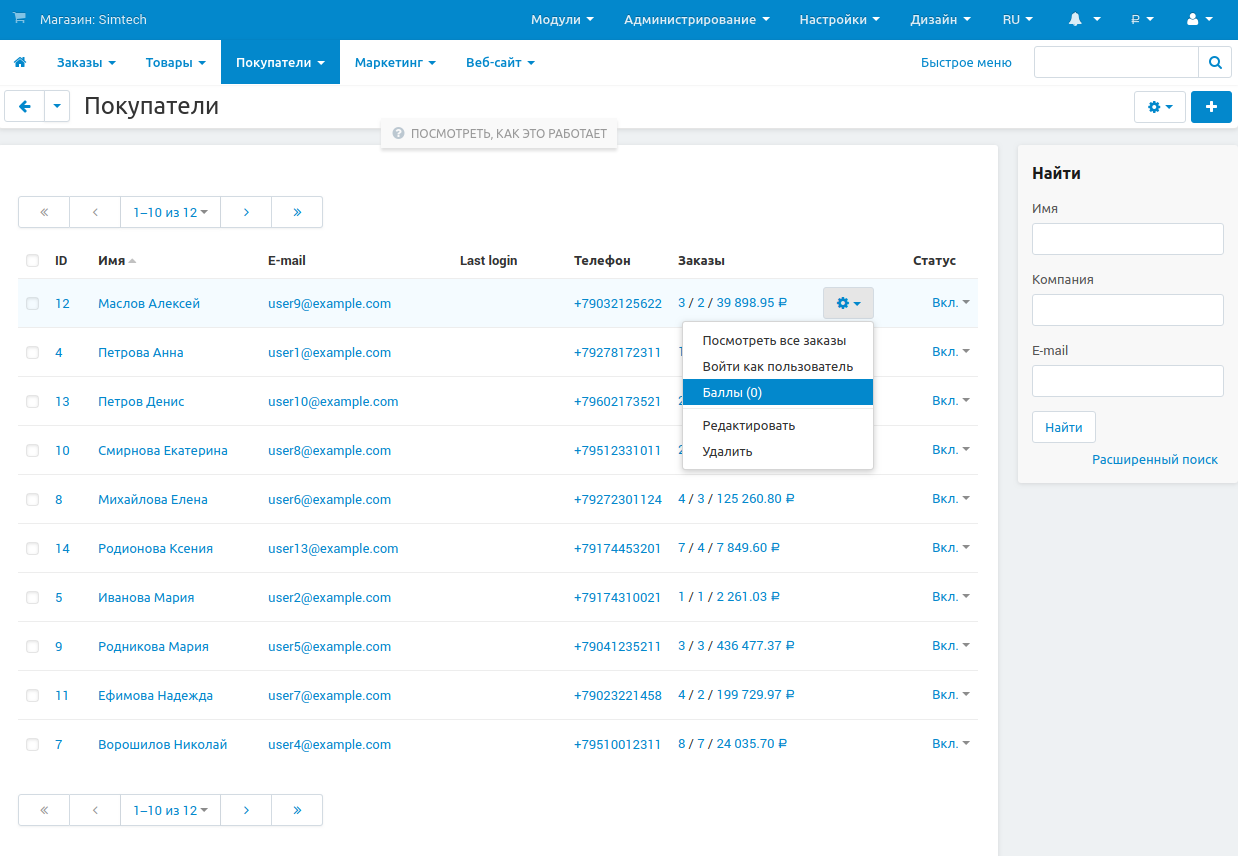 Магазин: Simtech Модули Администрирование Настройки Дизайн RU ₽
Заказы Товары Покупатели Маркетинг Веб-сайт Быстрое меню
Покупатели
ПОСМОТРЕТЬ, КАК ЭТО РАБОТАЕТ
« ‹ 1–10 из 12 › »
ID Имя E-mail Last login Телефон Заказы Статус
12 Маслов Алексей user9@example.com +79032125622 3 / 2 / 39 898.95 ₽ Вкл.
4 Петрова Анна user1@example.com +79278172311 Вкл.
13 Петров Денис user10@example.com +79602173521 Вкл.
10 Смирнова Екатерина user8@example.com +79512331011 Вкл.
8 Михайлова Елена user6@example.com +79272301124 4 / 3 / 125 260.80 ₽ Вкл.
14 Родионова Ксения user13@example.com +79174453201 7 / 4 / 7 849.60 ₽ Вкл.
5 Иванова Мария user2@example.com +79174310021 1 / 1 / 2 261.03 ₽ Вкл.
9 Родникова Мария user5@example.com +79041235211 3 / 3 / 436 477.37 ₽ Вкл.
11 Ефимова Надежда user7@example.com +79023221458 4 / 2 / 199 729.97 ₽ Вкл.
7 Ворошилов Николай user4@example.com +79510012311 8 / 7 / 24 035.70 ₽ Вкл.
« ‹ 1–10 из 12 › »
Посмотреть все заказы
Войти как пользователь
Баллы (0)
Редактировать
Удалить
Найти
Имя
Компания
E-mail
Найти
Расширенный поиск